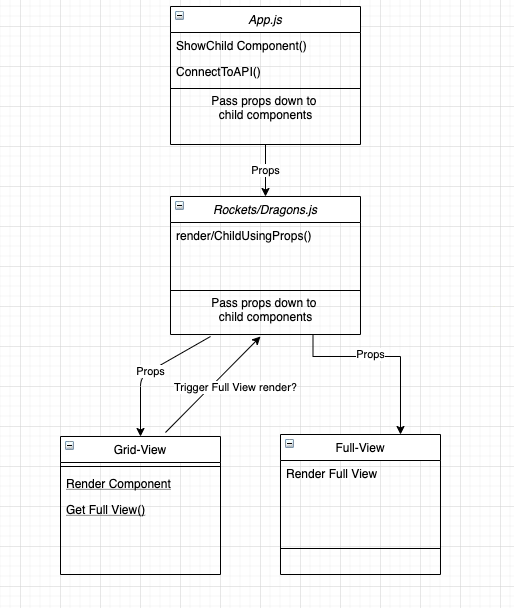 App.js
ShowChild Component()
ConnectToAPI()
Pass props down to
child components
Props
Rockets/Dragons.js
render/ChildUsingProps()
Pass props down to
child components
Props
Props
Trigger Full View render?
Grid-View
Render Component
Get Full View()
Full-View
Render Full View